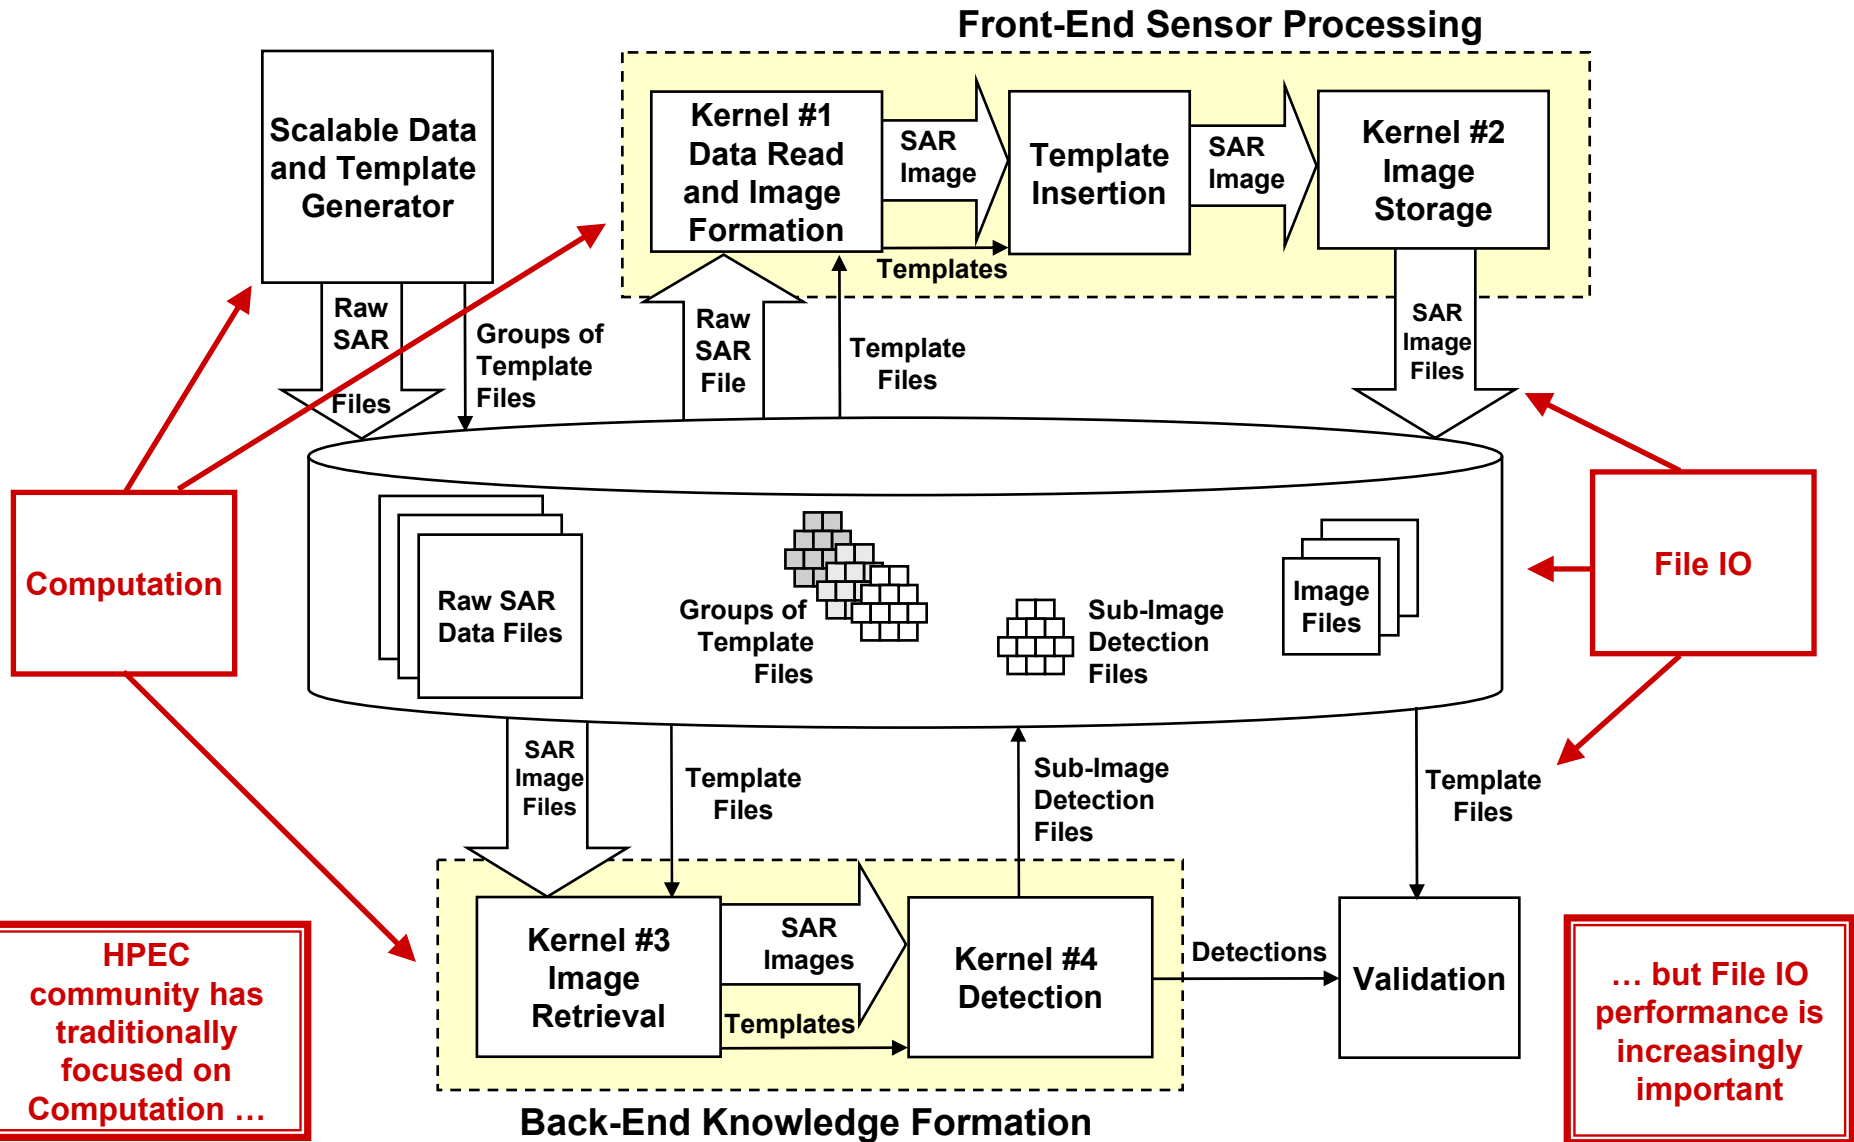 Front-End Sensor Processing
Scalable Data
and Template
Generator
Kernel #1
Data Read
and Image
Formation
SAR
Image
Template
Insertion
SAR
Image
Kernel #2
Image
Storage
Templates
Raw
SAR
Files
Groups of
Template
Files
Raw
SAR
File
Template
Files
SAR
Image
Files
Computation
File IO
Raw SAR
Data Files
Groups of
Template
Files
Sub-Image
Detection
Files
Image
Files
SAR
Image
Files
Template
Files
Sub-Image
Detection
Files
Template
Files
Kernel #3
Image
Retrieval
SAR
Images
Templates
Kernel #4
Detection
Detections
Validation
HPEC
community has
traditionally
focused on
Computation …
… but File IO
performance is
increasingly
important
Back-End Knowledge Formation